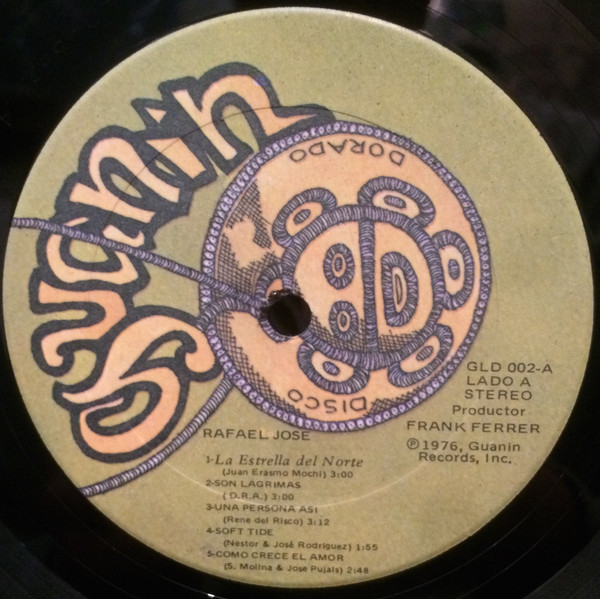 Guanin
DORADO
DISCO
GLD 002-A
LADO A
STEREO
Productor
FRANK FERRER
℗1976, Guanin
Records, Inc.
RAFAEL JOSE
1-La Estrella del Norte
(Juan Erasmo Mochi) 3:00
2-SON LAGRIMAS
( D.R.A.) 3:00
3-UNA PERSONA ASI
(Rene del Risco) 3:12
4-SOFT TIDE
(Nestor & José Rodríguez) 1:55
5-COMO CRECE EL AMOR
(S. Molina & Jose Pujals) 2:48